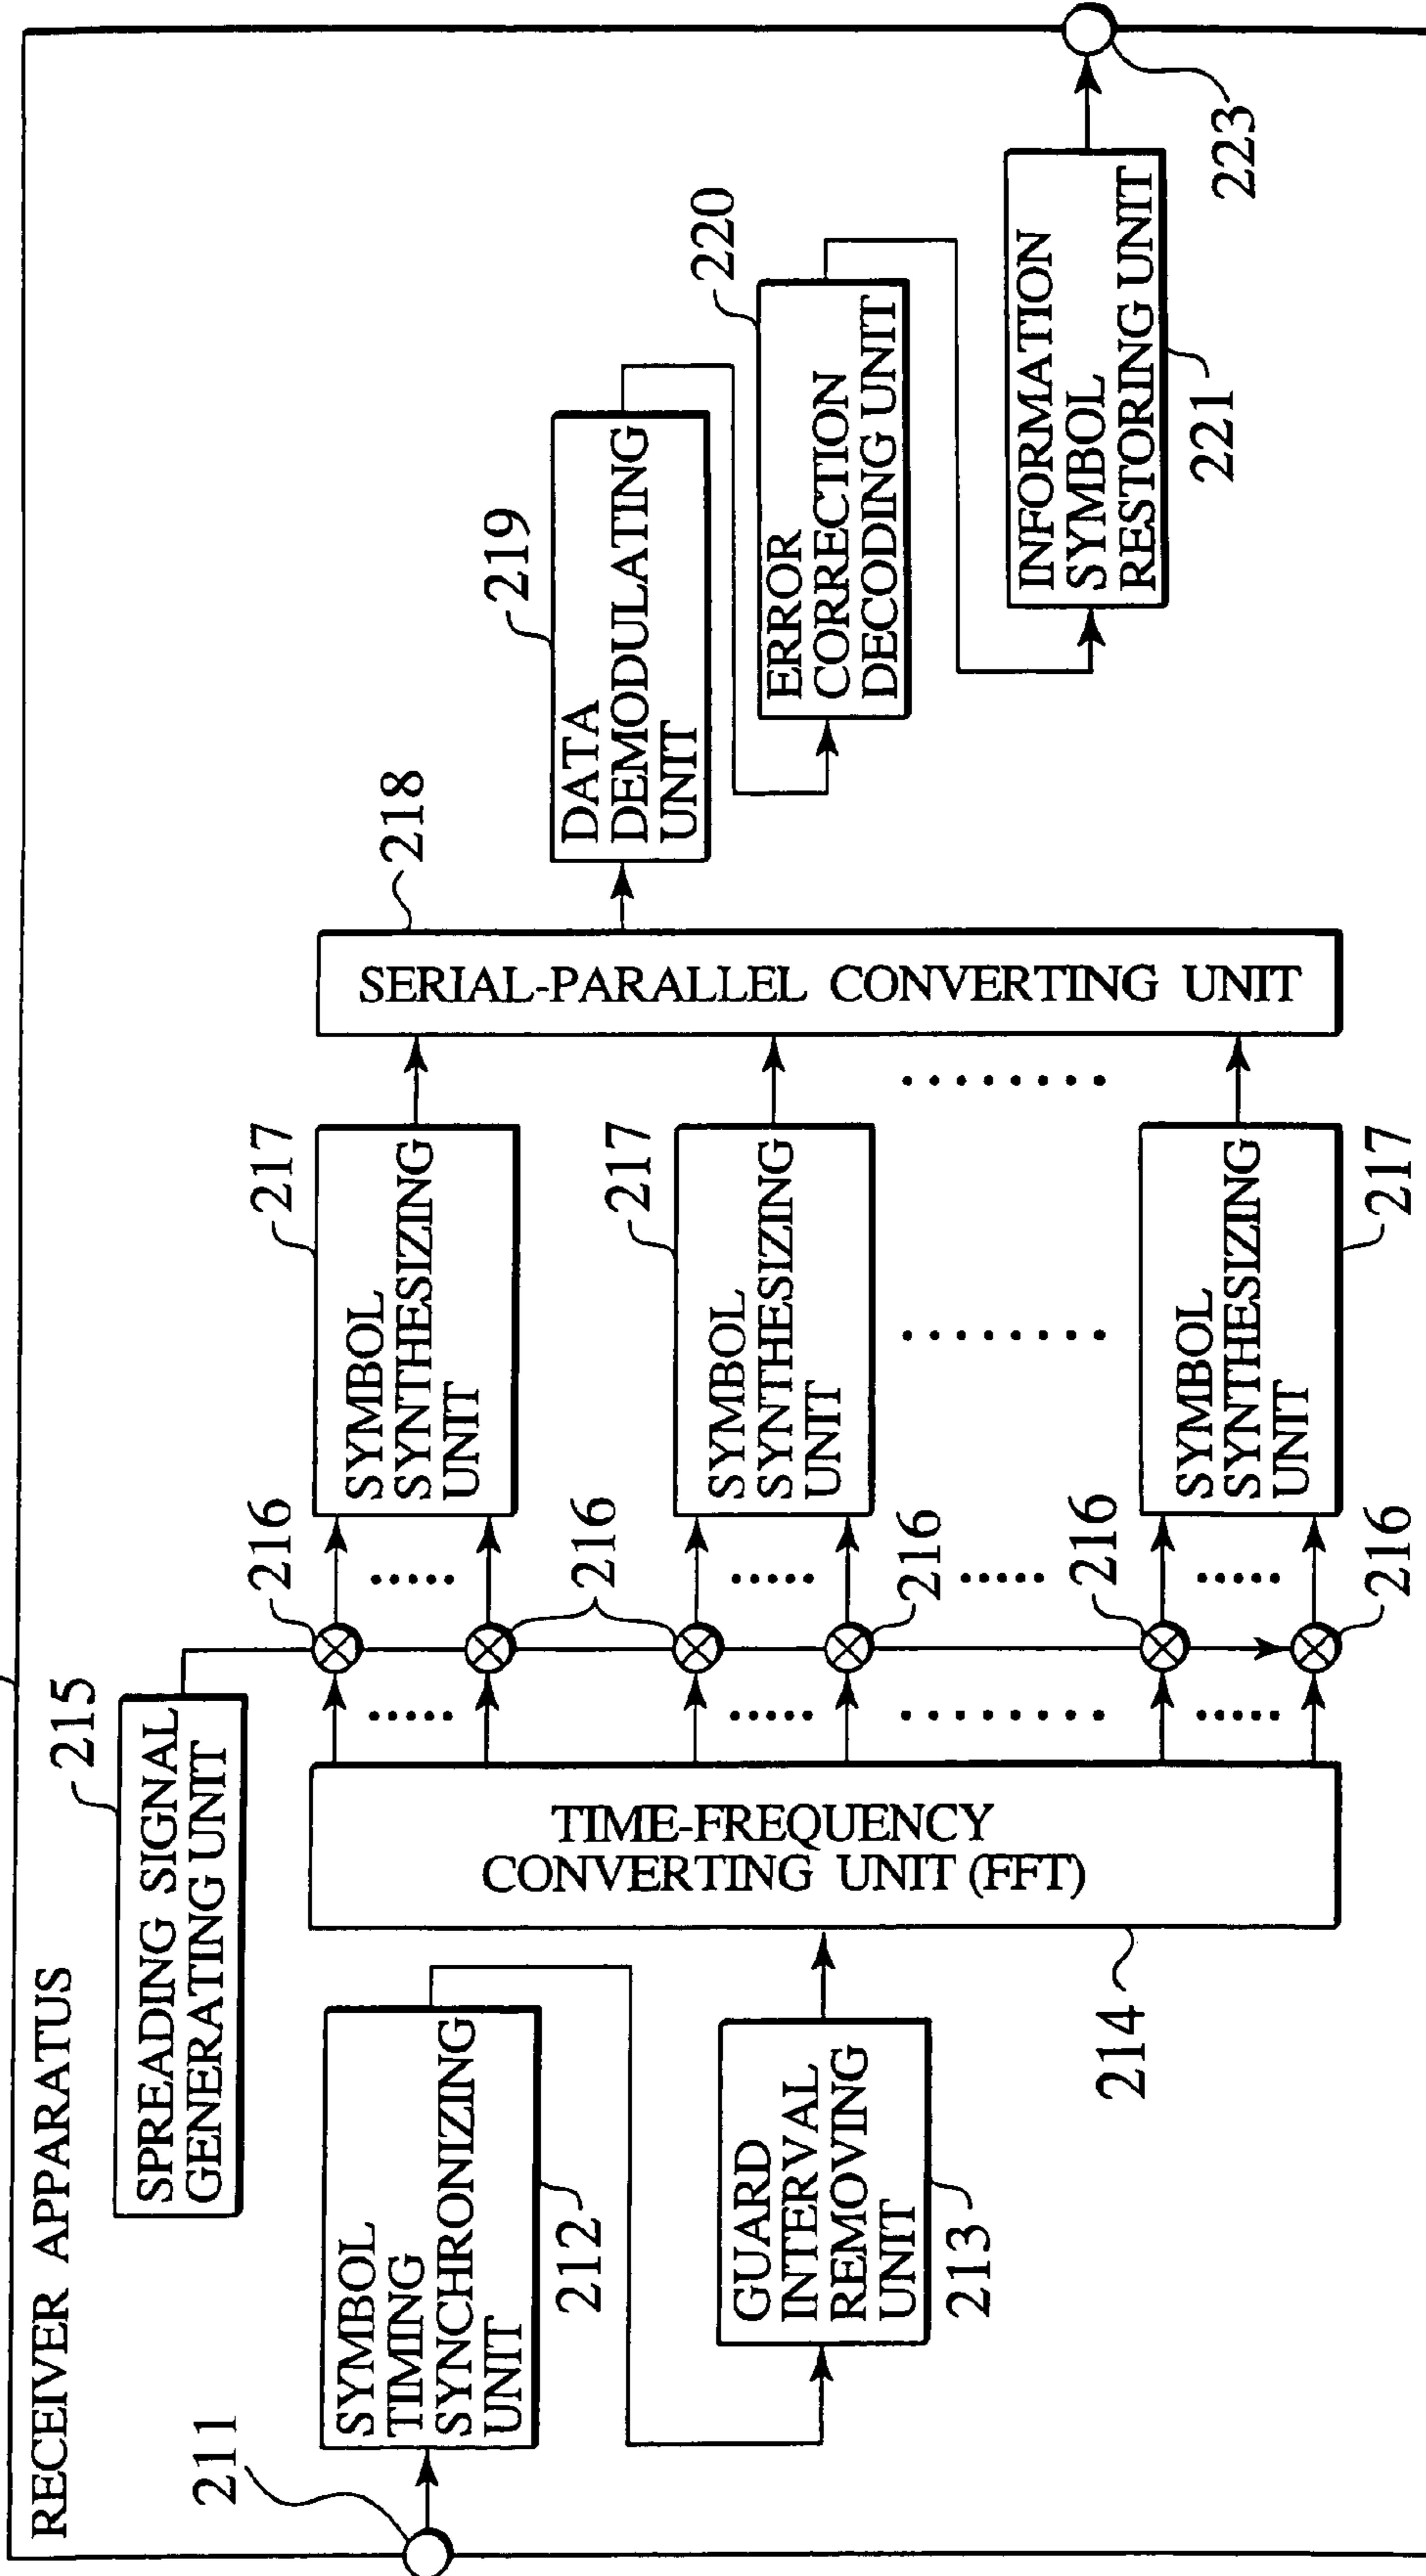 RECEIVER APPARATUS
211
SYMBOL
TIMING
SYNCHRONIZING
UNIT
212
GUARD
INTERVAL
REMOVING
UNIT
213
TIME-FREQUENCY
CONVERTING UNIT (FFT)
214
SPREADING SIGNAL
GENERATING UNIT
215
216
216
216
216
216
SYMBOL
SYNTHESIZING
UNIT
217
SYMBOL
SYNTHESIZING
UNIT
217
SYMBOL
SYNTHESIZING
UNIT
217
SERIAL-PARALLEL CONVERTING UNIT
218
DATA
DEMODULATING
UNIT
219
ERROR
CORRECTION
DECODING UNIT
220
INFORMATION
SYMBOL
RESTORING UNIT
221
223